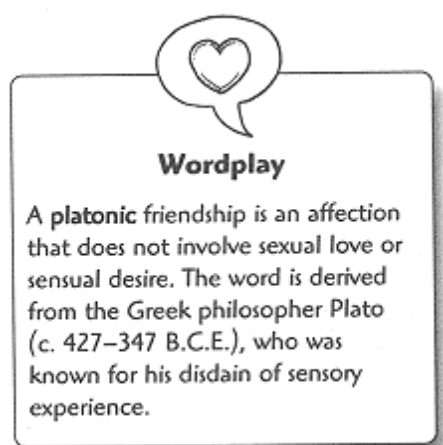 Wordplay
A platonic friendship is an affection
that does not involve sexual love or
sensual desire. The word is derived
from the Greek philosopher Plato
(c. 427–347 B.C.E.), who was
known for his disdain of sensory
experience.